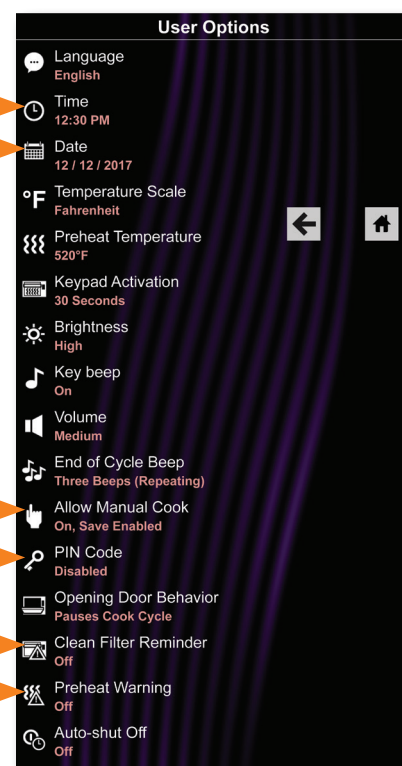 User Options
Language
English
Time
12:30 PM
Date
12 / 12 / 2017
°F
Temperature Scale
Fahrenheit
Preheat Temperature
520°F
Keypad Activation
30 Seconds
Brightness
High
Key beep
On
Volume
Medium
End of Cycle Beep
Three Beeps (Repeating)
Allow Manual Cook
On, Save Enabled
PIN Code
Disabled
Opening Door Behavior
Pauses Cook Cycle
Clean Filter Reminder
Off
Preheat Warning
Off
Auto-shut Off
Off